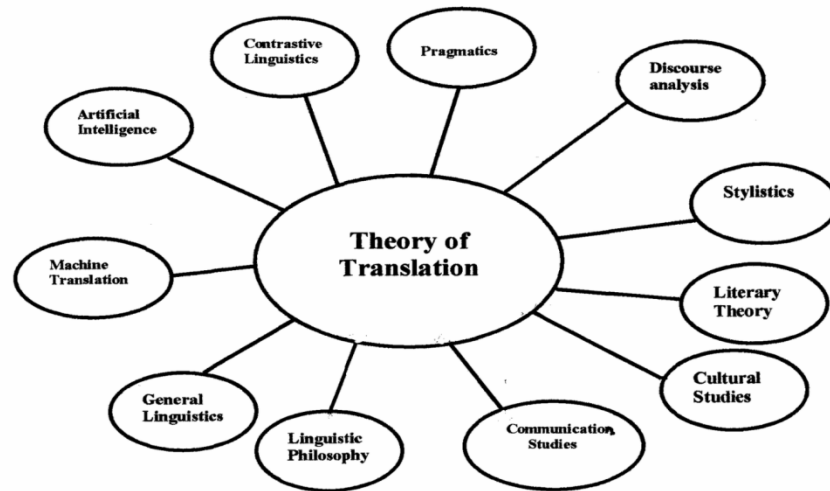 Contrastive
Linguistics
Pragmatics
Discourse
analysis
Artificial
Intelligence
Stylistics
Theory of
Translation
Machine
Translation
Literary
Theory
Cultural
Studies
General
Linguistics
Linguistic
Philosophy
Communication
Studies